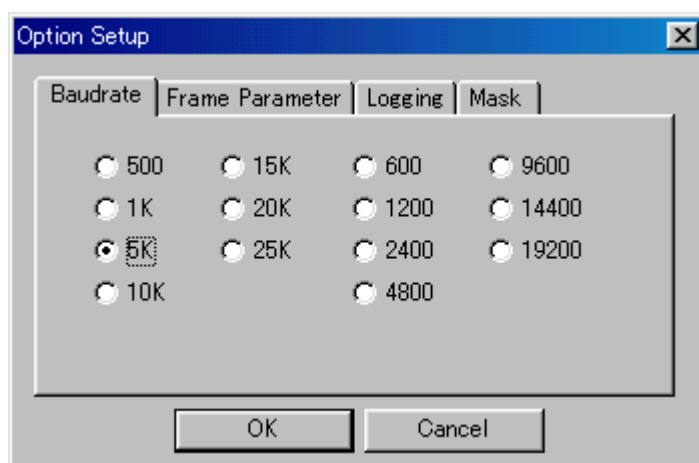 Option Setup
Baudrate Frame Parameter Logging Mask
500 15K 600 9600
1K 20K 1200 14400
5K 25K 2400 19200
10K 4800
OK Cancel